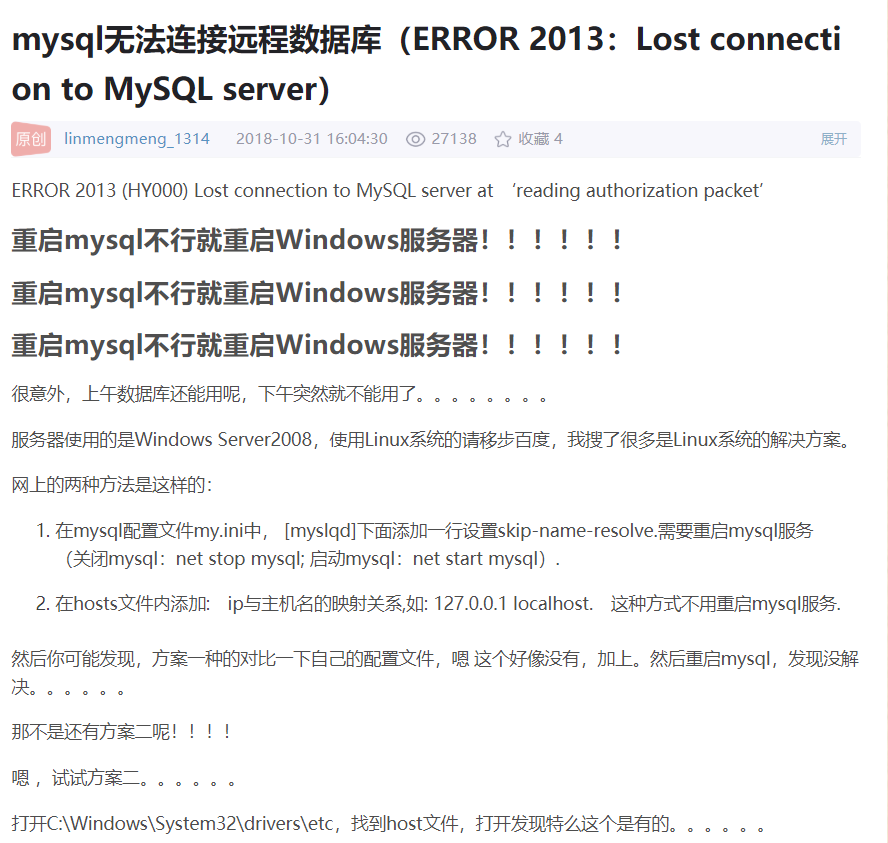 mysql无法连接远程数据库（ERROR 2013：Lost connecti
on to MySQL server）
原创 linmengmeng_1314 2018-10-31 16:04:30 27138 收藏 4 展开
ERROR 2013 (HY000) Lost connection to MySQL server at ‘reading authorization packet’
重启mysql不行就重启Windows服务器！！！！！！
重启mysql不行就重启Windows服务器！！！！！！
重启mysql不行就重启Windows服务器！！！！！！
很意外，上午数据库还能用呢，下午突然就不能用了。。。。。。。。
服务器使用的是Windows Server2008，使用Linux系统的请移步百度，我搜了很多是Linux系统的解决方案。
网上的两种方法是这样的：
1. 在mysql配置文件my.ini中， [myslqd]下面添加一行设置skip-name-resolve.需要重启mysql服务
（关闭mysql：net stop mysql; 启动mysql：net start mysql）.
2. 在hosts文件内添加: ip与主机名的映射关系,如: 127.0.0.1 localhost. 这种方式不用重启mysql服务.
然后你可能发现，方案一种的对比一下自己的配置文件，嗯 这个好像没有，加上。然后重启mysql，发现没解
决。。。。。。
那不是还有方案二呢！！！！
嗯 ，试试方案二。。。。。。
打开C:\Windows\System32\drivers\etc，找到host文件，打开发现特么这个是有的。。。。。。